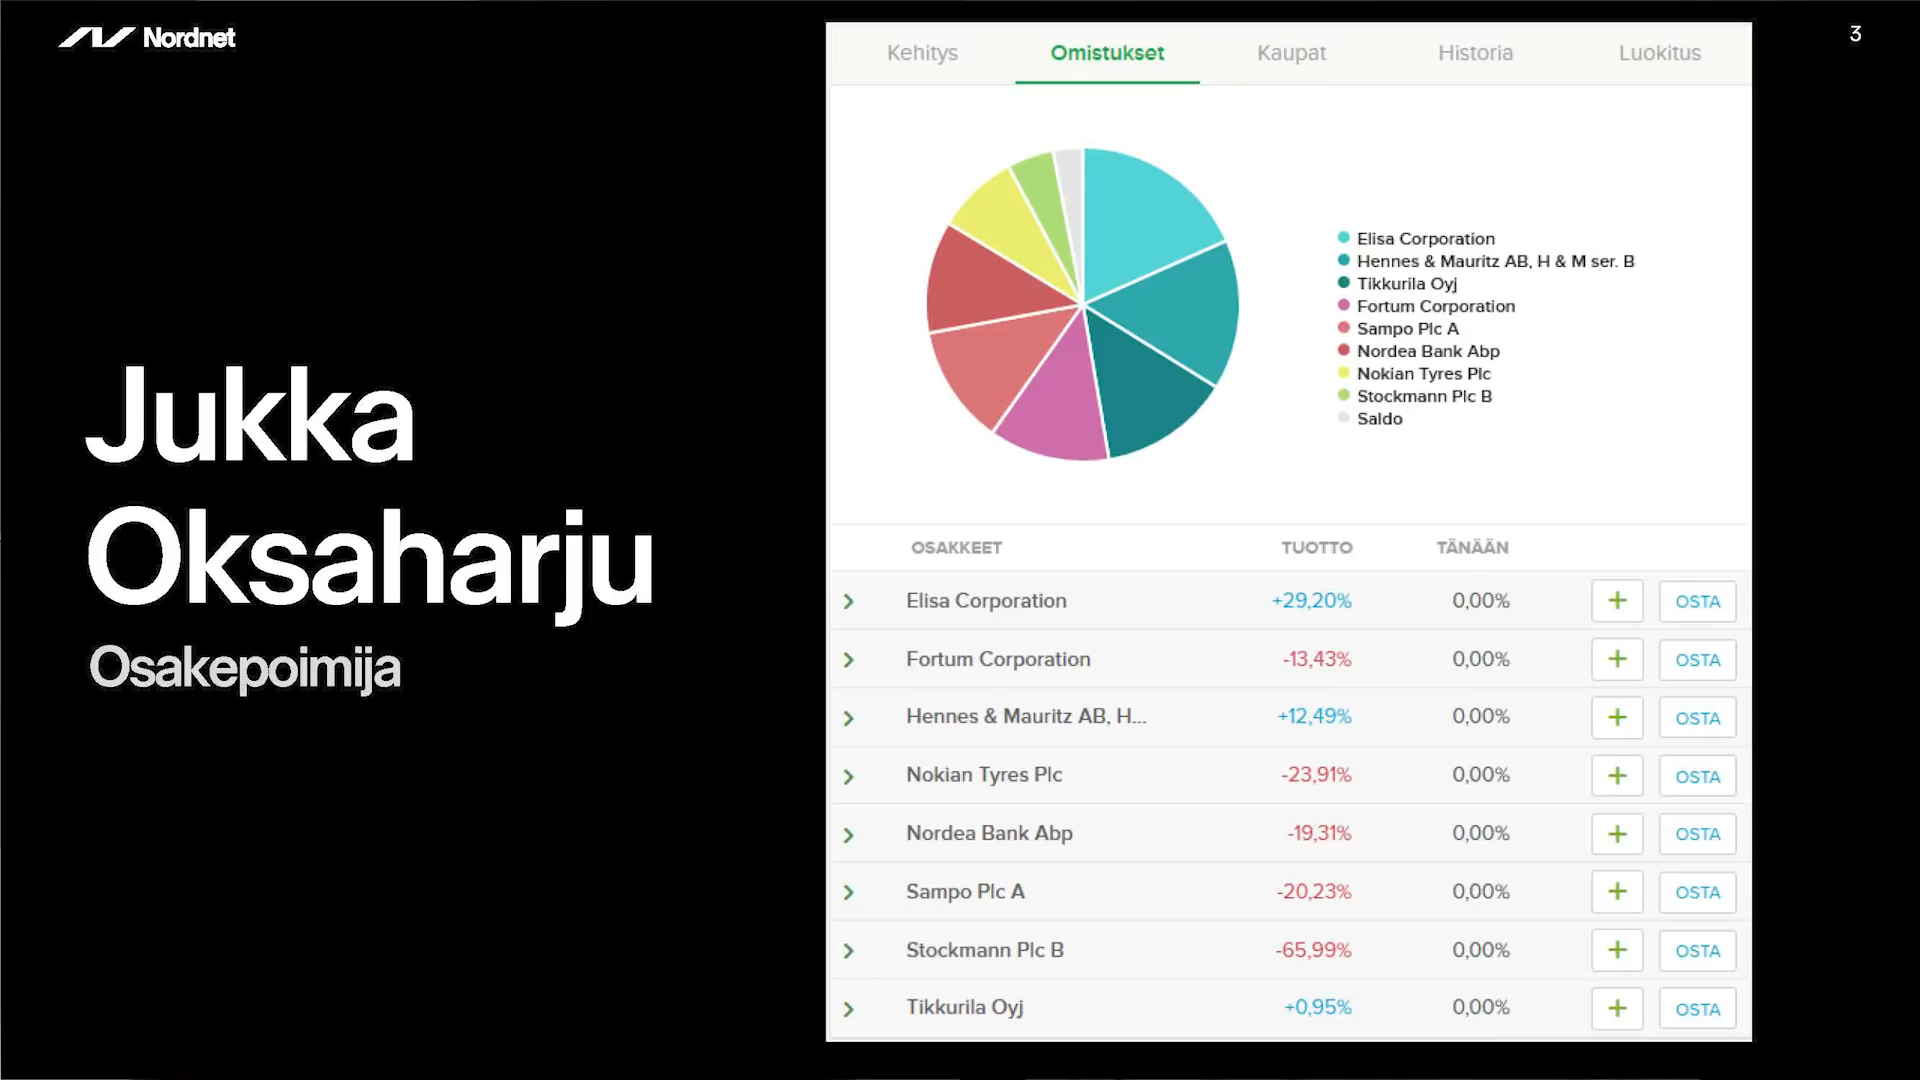 Nordnet
3
Jukka
Oksaharju
Osakepoimija
Kehitys Omistukset Kaupat Historia Luokitus
Elisa Corporation
Hennes & Mauritz AB, H & M ser. B
Tikkurila Oyj
Fortum Corporation
Sampo Plc A
Nordea Bank Abp
Nokian Tyres Plc
Stockmann Plc B
Saldo
OSAKKEET TUOTTO TÄNÄÄN
Elisa Corporation +29,20% 0,00% + OSTA
Fortum Corporation -13,43% 0,00% + OSTA
Hennes & Mauritz AB, H... +12,49% 0,00% + OSTA
Nokian Tyres Plc -23,91% 0,00% + OSTA
Nordea Bank Abp -19,31% 0,00% + OSTA
Sampo Plc A -20,23% 0,00% + OSTA
Stockmann Plc B -65,99% 0,00% + OSTA
Tikkurila Oyj +0,95% 0,00% + OSTA